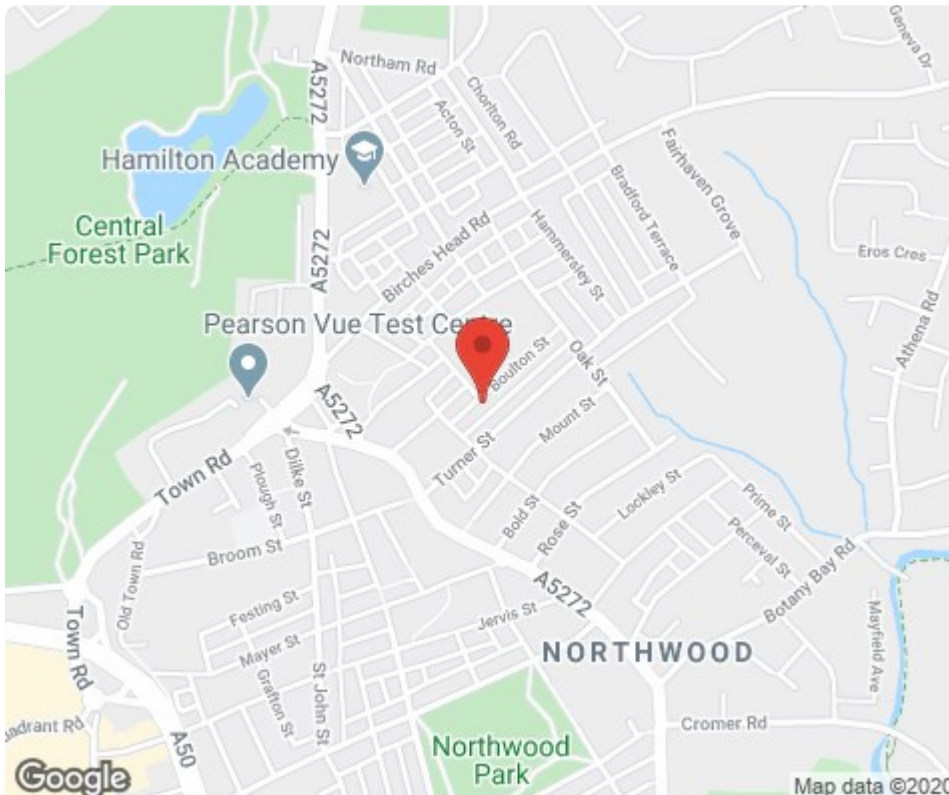 Geneva Dr
Northam Rd
A5272
Chorlton Rd
Acton St
Hamilton Academy
Fairhaven Grove
Bradford Terrace
Central
Forest Park
A5272
Birches Head Rd
Hammersley St
Eros Cres
Athena Rd
Pearson Vue Test Centre
Boulton St
Oak St
A5272
Mount St
Turner St
Town Rd
Dilke St
Plough St
Lockley St
Prime St
Bold St
Rose St
Perceval St
Broom St
Botany Bay Rd
Old Town Rd
A5272
Festing St
Jervis St
Mayfield Ave
Town Rd
Mayer St
NORTHWOOD
Grafton St
St John St
adrant Rd
A50
Cromer Rd
Northwood
Park
Google
Map data ©2020